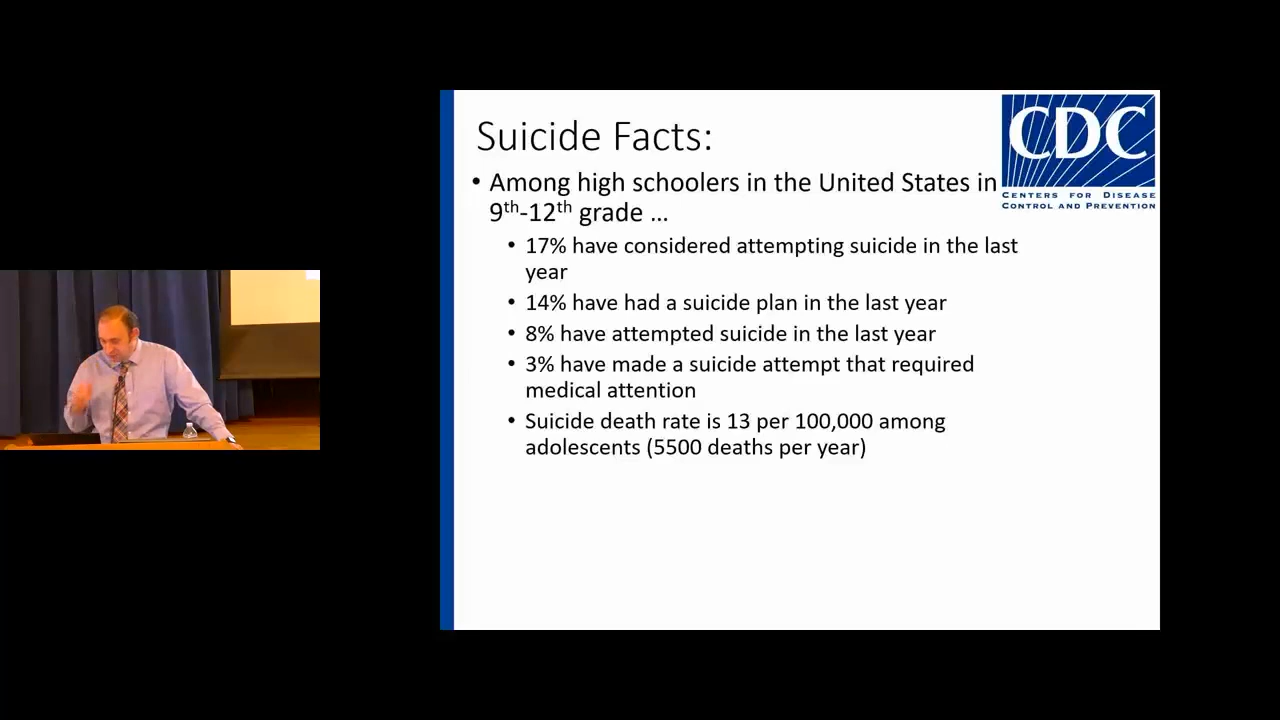 Suicide Facts:
CDC
CENTERS FOR DISEASE
CONTROL AND PREVENTION
• Among high schoolers in the United States in
9th-12th grade …
• 17% have considered attempting suicide in the last
year
• 14% have had a suicide plan in the last year
• 8% have attempted suicide in the last year
• 3% have made a suicide attempt that required
medical attention
• Suicide death rate is 13 per 100,000 among
adolescents (5500 deaths per year)